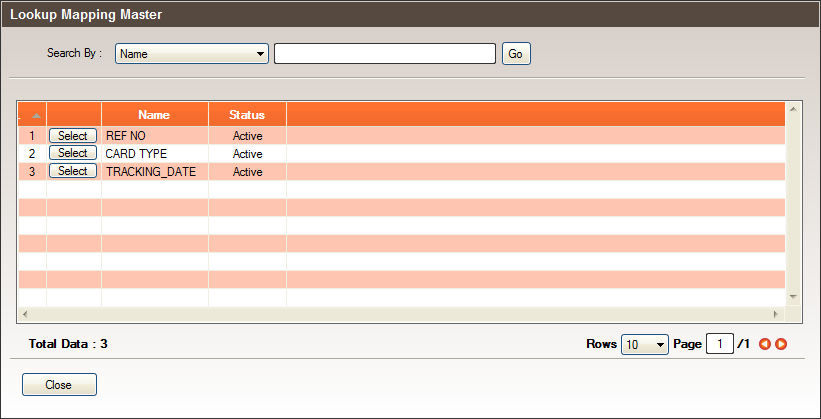 Lookup Mapping Master
Search By : Name Go
Name Status
1 Select REF NO Active
2 Select CARD TYPE Active
3 Select TRACKING_DATE Active
Total Data : 3 Rows 10 Page 1 /1
Close